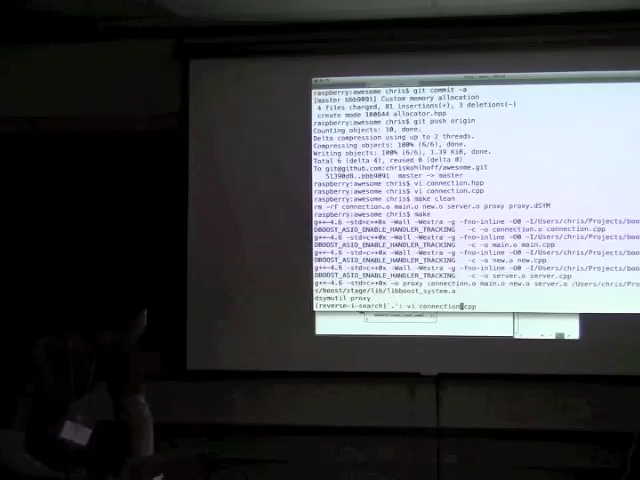 raspberry:awesome chris$ git commit -a
[master bbb9091] Custom memory allocation
4 files changed, 81 insertions(+), 3 deletions(-)
create mode 100644 allocator.hpp
raspberry:awesome chris$ git push origin
Counting objects: 10, done.
Delta compression using up to 2 threads.
Compressing objects: 100% (6/6), done.
Writing objects: 100% (6/6), 1.39 KiB, done.
Total 6 (delta 4), reused 0 (delta 0)
To git@github.com:chriskohlhoff/awesome.git
51390d8..bbb9091 master -> master
raspberry:awesome chris$ vi connection.hpp
raspberry:awesome chris$ vi connection.cpp
raspberry:awesome chris$ make clean
rm -rf connection.o main.o new.o server.o proxy proxy.dSYM
raspberry:awesome chris$ make
g++-4.6 -std=c++0x -Wall -Wextra -g -fno-inline -O0 -I/Users/chris/Projects/boo
DBOOST_ASIO_ENABLE_HANDLER_TRACKING -c -o connection.o connection.cpp
g++-4.6 -std=c++0x -Wall -Wextra -g -fno-inline -O0 -I/Users/chris/Projects/boo
DBOOST_ASIO_ENABLE_HANDLER_TRACKING -c -o main.o main.cpp
g++-4.6 -std=c++0x -Wall -Wextra -g -fno-inline -O0 -I/Users/chris/Projects/boo
DBOOST_ASIO_ENABLE_HANDLER_TRACKING -c -o new.o new.cpp
g++-4.6 -std=c++0x -Wall -Wextra -g -fno-inline -O0 -I/Users/chris/Projects/boo
DBOOST_ASIO_ENABLE_HANDLER_TRACKING -c -o server.o server.cpp
g++-4.6 -std=c++0x -o proxy connection.o main.o new.o server.o /Users/chris/Pro
s/boost/stage/lib/libboost_system.a
dsymutil proxy
(reverse-i-search)`.': vi connection.cpp